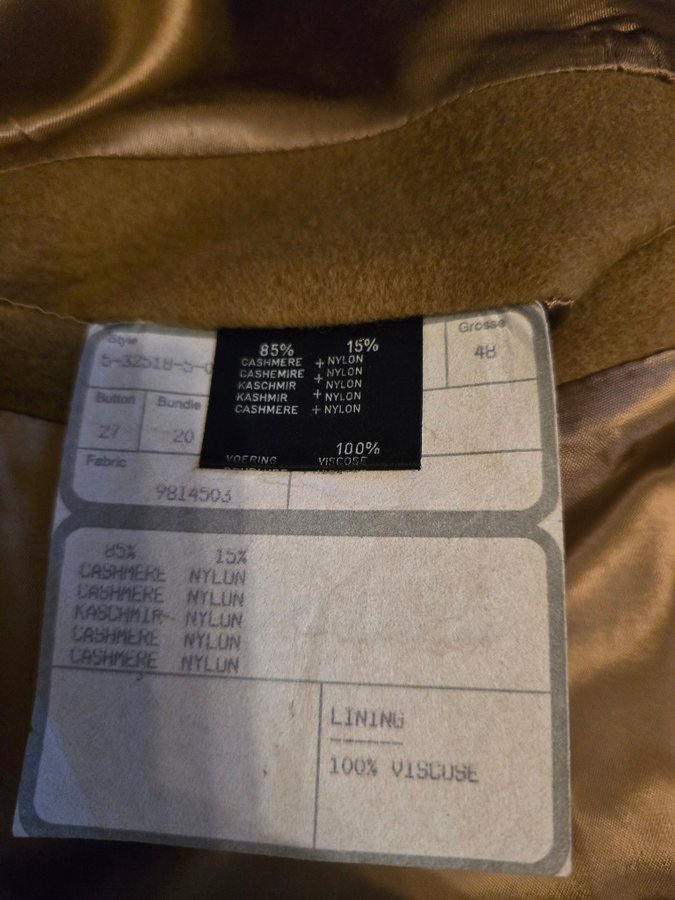 Style
5-32518-5-0
Grosse
48
Button
27
Bundle
20
Fabric
9814503
85% 15%
CASHMERE + NYLON
CASHEMIRE + NYLON
KASCHMIR + NYLON
KASHMIR + NYLON
CASHMERE + NYLON
100%
VOERING VISCOSE
85% 15%
CASHMERE NYLON
CASHMERE NYLON
KASCHMIR NYLON
CASHMERE NYLON
CASHMERE NYLON
LINING
100% VISCOSE